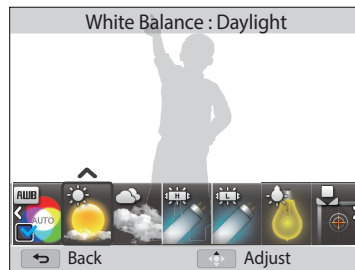 White Balance : Daylight
AWB
AUTO
H
L
Back
Adjust